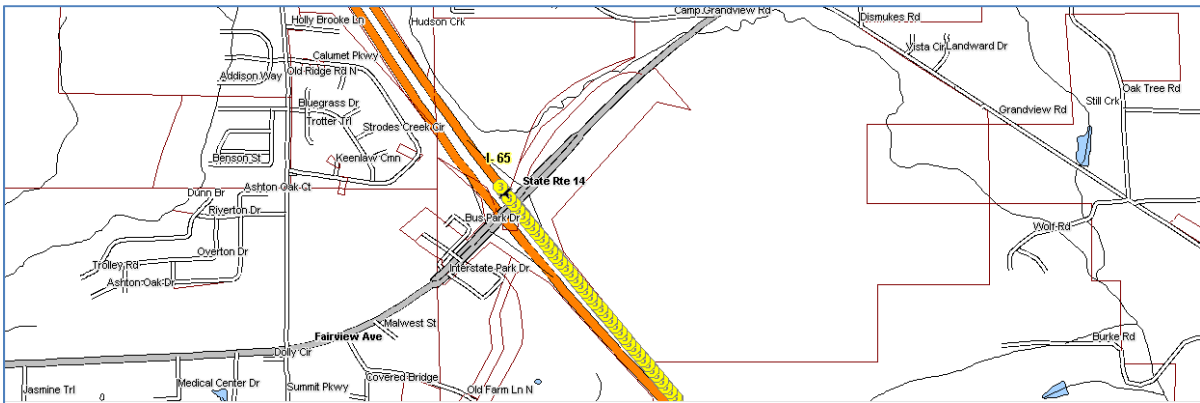 Holly Brooke Ln
Hudson Crk
Camp Grandview Rd
Dismukes Rd
Calumet Pkwy
Vista Cir
Landward Dr
Addison Way
Old Ridge Rd N
Oak Tree Rd
Bluegrass Dr
Still Crk
Grandview Rd
Trotter Trl
Strodes Creek Cir
Benson St
Keenlaw Cmn
I- 65
State Rte 14
3
Ashton Oak Ct
Dunn Br
Riverton Dr
Bus Park Dr
Wolf Rd
Overton Dr
Trolley Rd
Interstate Park Dr
Ashton Oak Dr
Malwest St
Fairview Ave
Burke Rd
Dolly Cir
Covered Bridge
Jasmine Trl
Medical Center Dr
Summit Pkwy
Old Farm Ln N